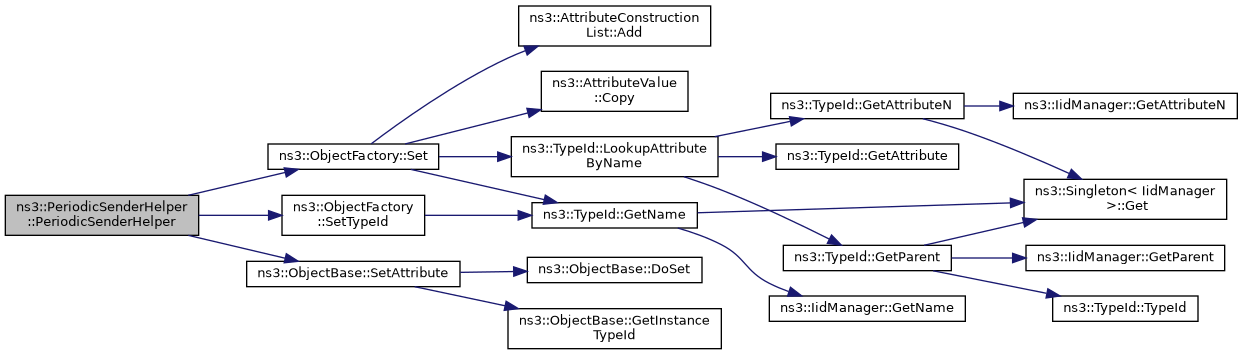 ns3::AttributeConstruction
List::Add
ns3::AttributeValue
::Copy
ns3::TypeId::GetAttributeN
ns3::IidManager::GetAttributeN
ns3::ObjectFactory::Set
ns3::TypeId::LookupAttribute
ByName
ns3::TypeId::GetAttribute
ns3::PeriodicSenderHelper
::PeriodicSenderHelper
ns3::ObjectFactory
::SetTypeId
ns3::TypeId::GetName
ns3::Singleton< IidManager
>::Get
ns3::ObjectBase::SetAttribute
ns3::ObjectBase::DoSet
ns3::TypeId::GetParent
ns3::IidManager::GetParent
ns3::ObjectBase::GetInstance
TypeId
ns3::IidManager::GetName
ns3::TypeId::TypeId